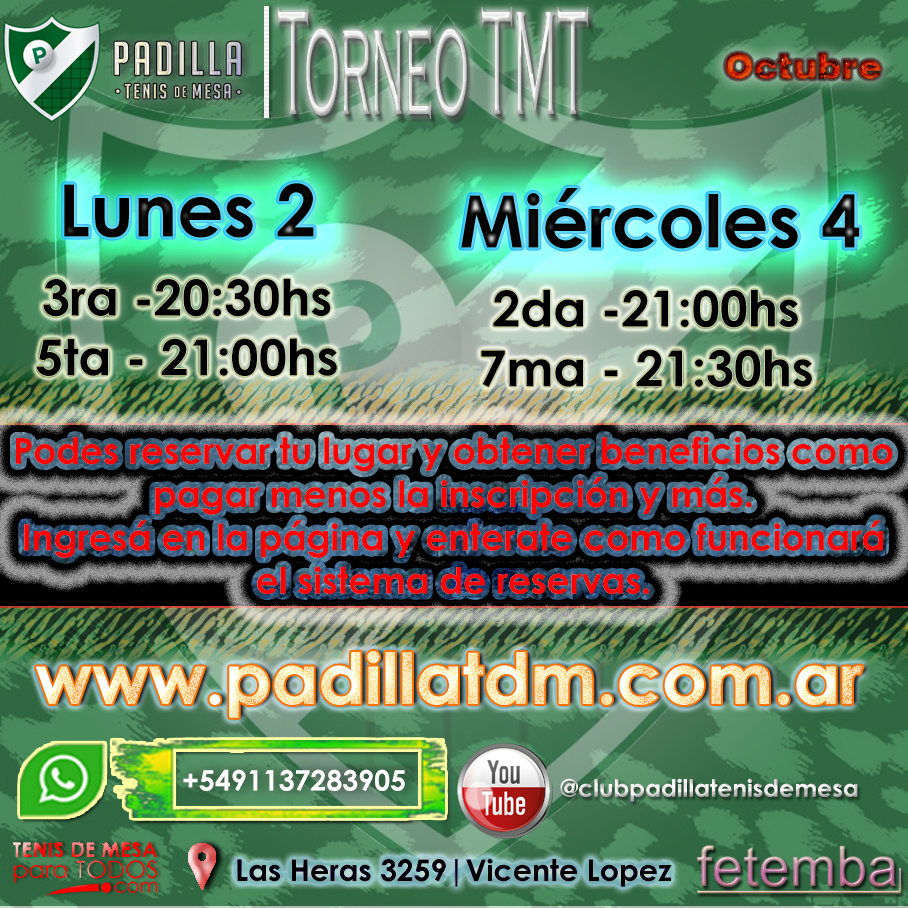 P
PADILLA
• TENIS DE MESA •
TORNEO TMT
Octubre
Lunes 2
3ra -20:30hs
5ta - 21:00hs
Miércoles 4
2da -21:00hs
7ma - 21:30hs
Podes reservar tu lugar y obtener beneficios como
pagar menos la inscripción y más.
Ingresá en la página y enterate como funcionará
el sistema de reservas.
www.padillatdm.com.ar
+5491137283905
You
Tube
@clubpadillatenisdemesa
TENIS DE MESA
para TODOS
.com
Las Heras 3259|Vicente Lopez
fetemba